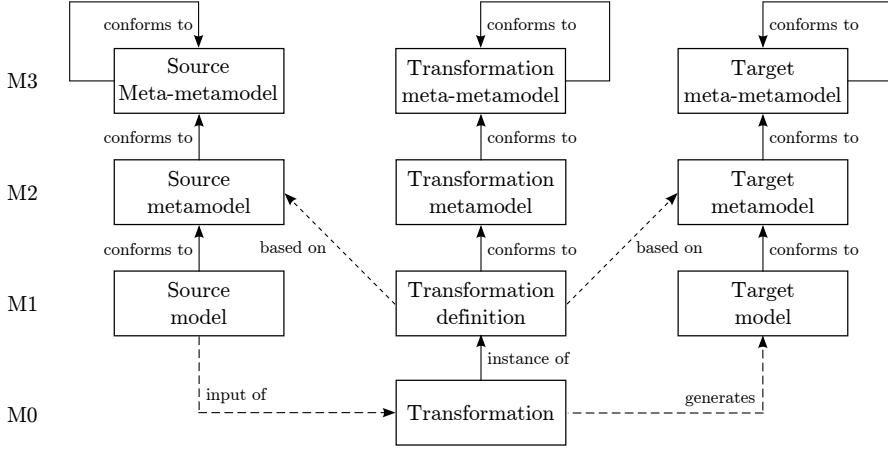 conforms to
conforms to
conforms to
M3
Source
Meta-metamodel
Transformation
meta-metamodel
Target
meta-metamodel
conforms to
conforms to
conforms to
M2
Source
metamodel
Transformation
metamodel
Target
metamodel
conforms to
based on
conforms to
based on
conforms to
M1
Source
model
Transformation
definition
Target
model
instance of
input of
generates
M0
Transformation